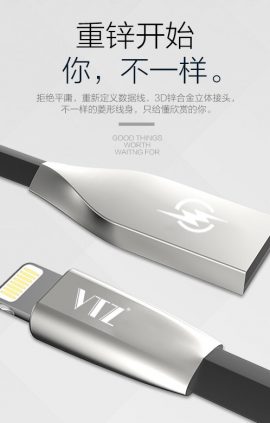 重锌开始
你，不一样。
拒绝平庸，重新定义数据线，3D锌合金立体接头，
不一样的菱形线身，只给懂欣赏的你。
GOOD THINGS
WORTH
WAITNG FOR
VTZ